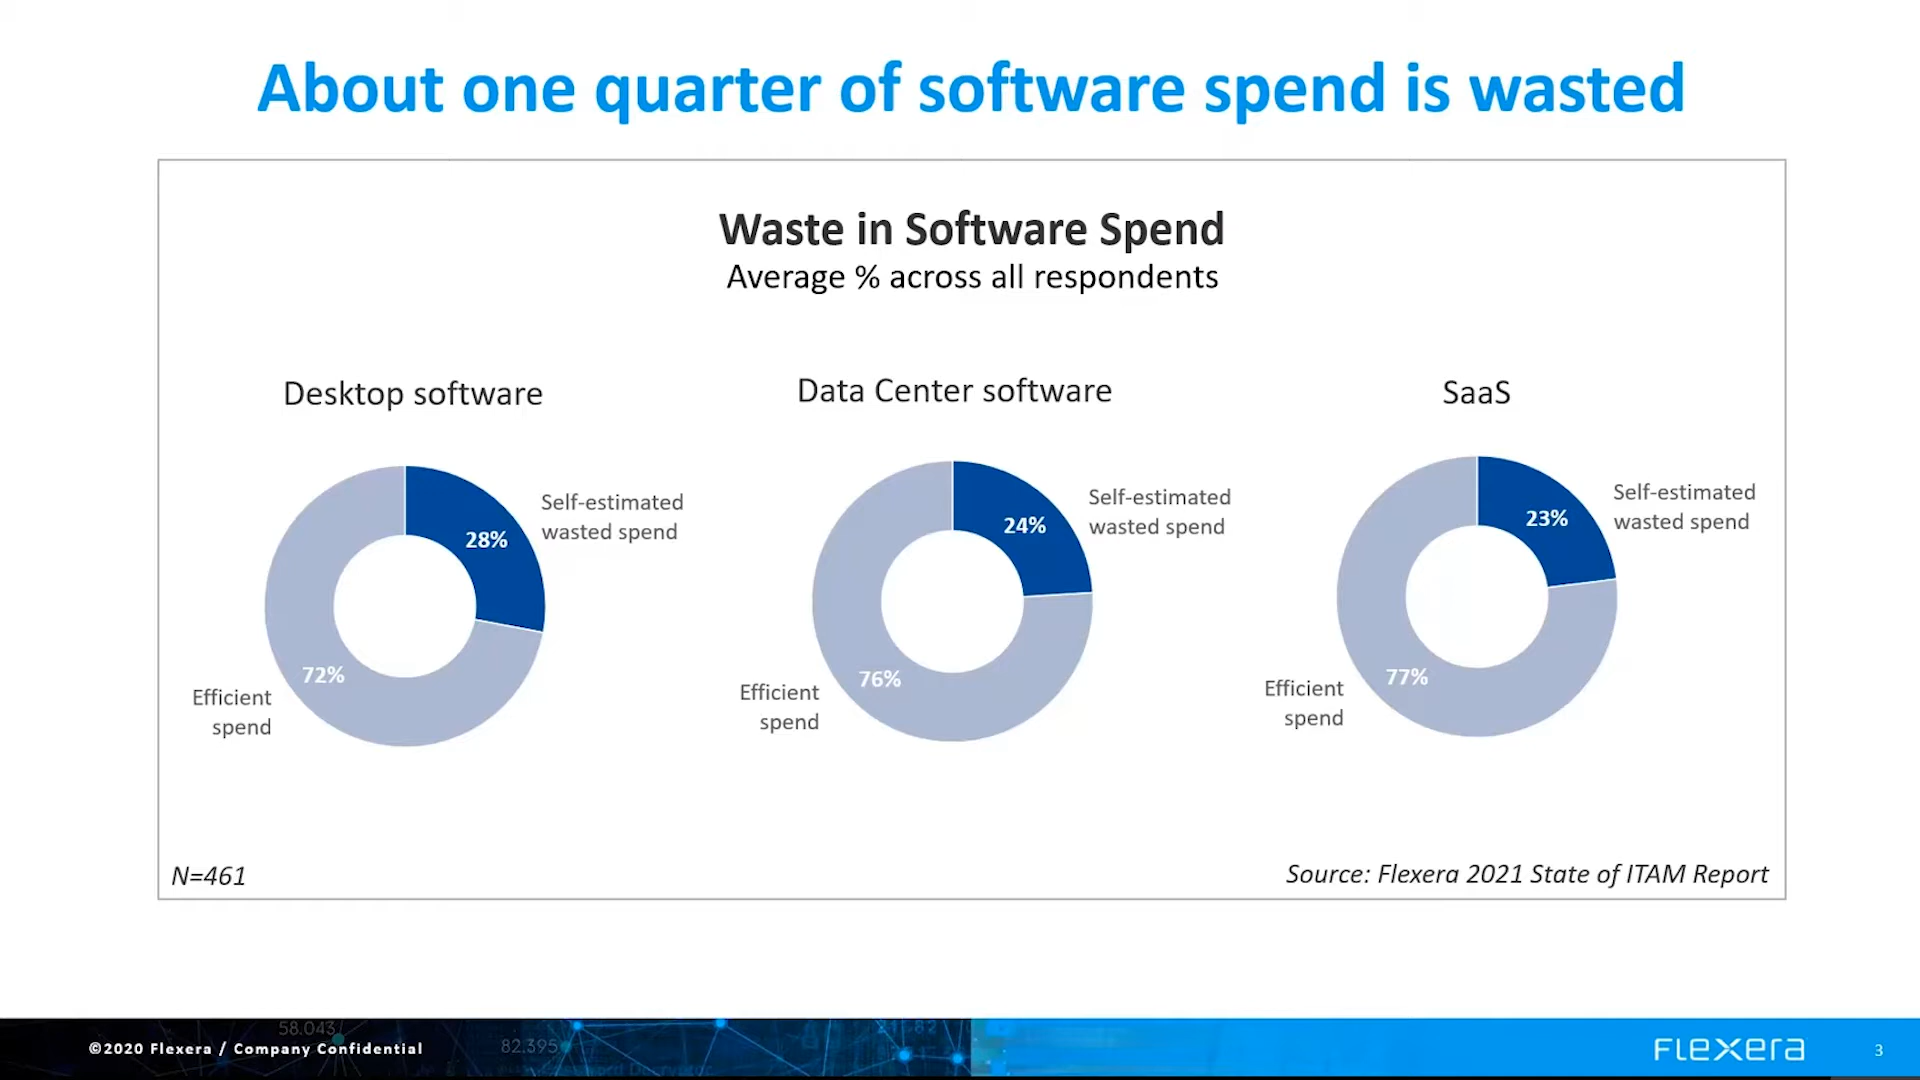 About one quarter of software spend is wasted
Waste in Software Spend
Average % across all respondents
Desktop software
Self-estimated
wasted spend
28%
72%
Efficient
spend
Data Center software
Self-estimated
wasted spend
24%
76%
Efficient
spend
SaaS
Self-estimated
wasted spend
23%
77%
Efficient
spend
N=461
Source: Flexera 2021 State of ITAM Report
58.043
82.395
©2020 Flexera / Company Confidential
Flexera
3